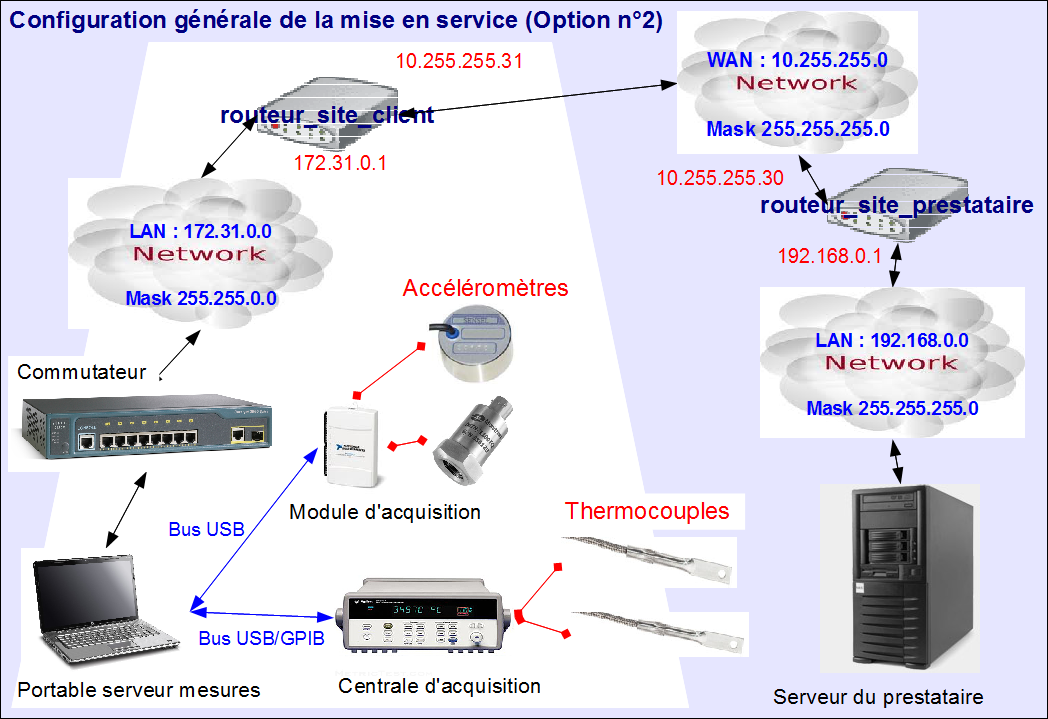 Configuration générale de la mise en service (Option n°2)
10.255.255.31
WAN : 10.255.255.0
Network
Mask 255.255.255.0
routeur_site_client
172.31.0.1
10.255.255.30
routeur_site_prestataire
192.168.0.1
LAN : 172.31.0.0
Network
Mask 255.255.0.0
Accéléromètres
LAN : 192.168.0.0
Network
Mask 255.255.255.0
Commutateur
Module d'acquisition
Bus USB
Thermocouples
Bus USB/GPIB
Portable serveur mesures
Centrale d'acquisition
Serveur du prestataire